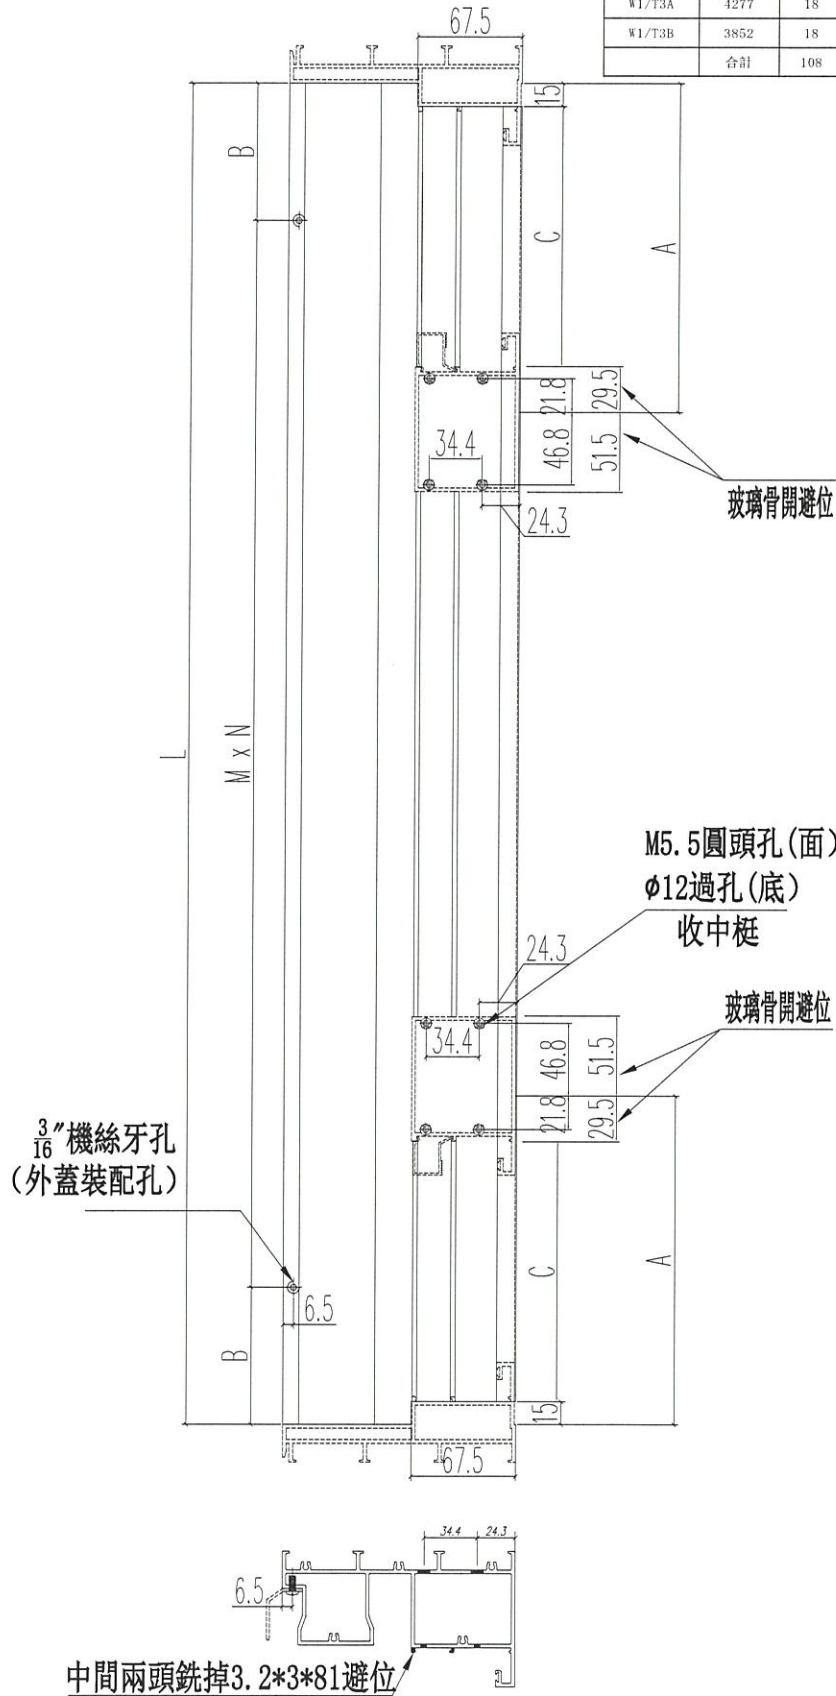 W1/T3A 4277 18
W1/T3B 3852 18
合計 108
67.5
15
B
C
A
21.8
29.5
34.4
46.8
51.5
玻璃骨開避位
24.3
L
M x N
M5.5圓頭孔(面)
ϕ12過孔(底)
收中梃
24.3
玻璃骨開避位
34.4
46.8
51.5
21.8
29.5
3/16″機絲牙孔
(外蓋裝配孔)
6.5
B
C
A
15
67.5
34.4
24.3
6.5
中間兩頭銑掉3.2*3*81避位